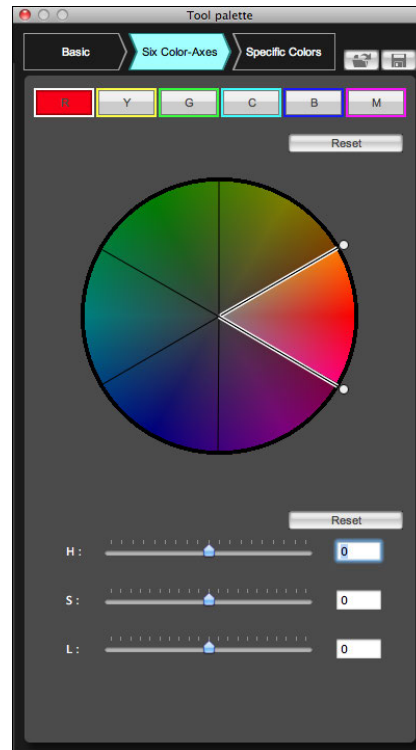 Tool palette
Basic Six Color-Axes Specific Colors
R Y G C B M
Reset
Reset
H : 0
S : 0
L : 0